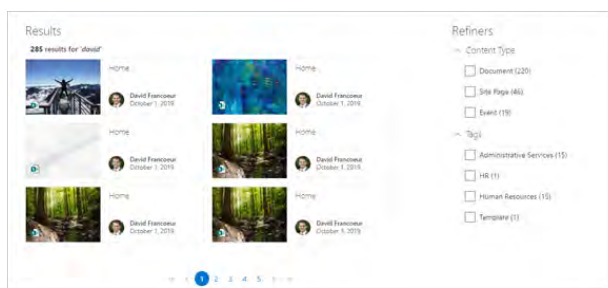 Results
285 results for 'david'
Home
David Francoeur
October 1, 2019
Home
David Francoeur
October 1, 2019
Home
David Francoeur
October 1, 2019
Home
David Francoeur
October 1, 2019
Home
David Francoeur
October 1, 2019
Home
David Francoeur
October 1, 2019
1 2 3 4 5
Refiners
Content Type
Document (220)
Site Page (46)
Event (19)
Tags
Administrative Services (15)
HR (1)
Human Resources (15)
Template (1)